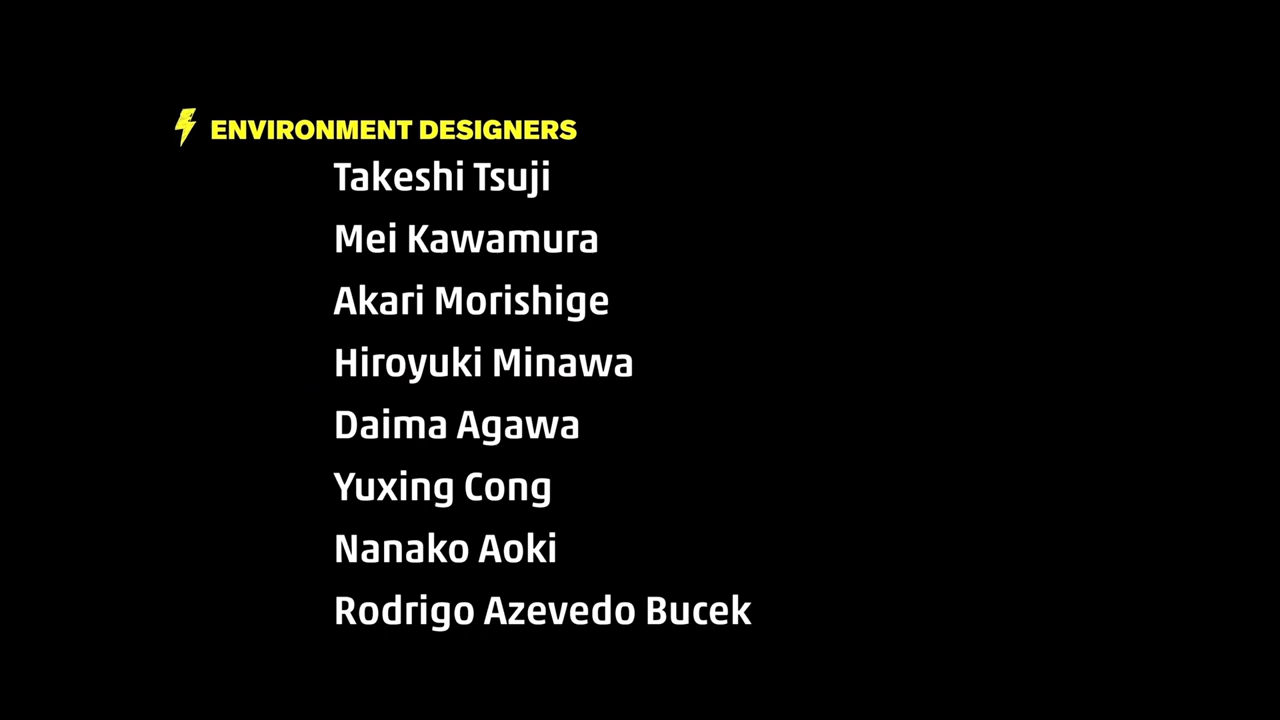 ENVIRONMENT DESIGNERS
Takeshi Tsuji
Mei Kawamura
Akari Morishige
Hiroyuki Minawa
Daima Agawa
Yuxing Cong
Nanako Aoki
Rodrigo Azevedo Bucek